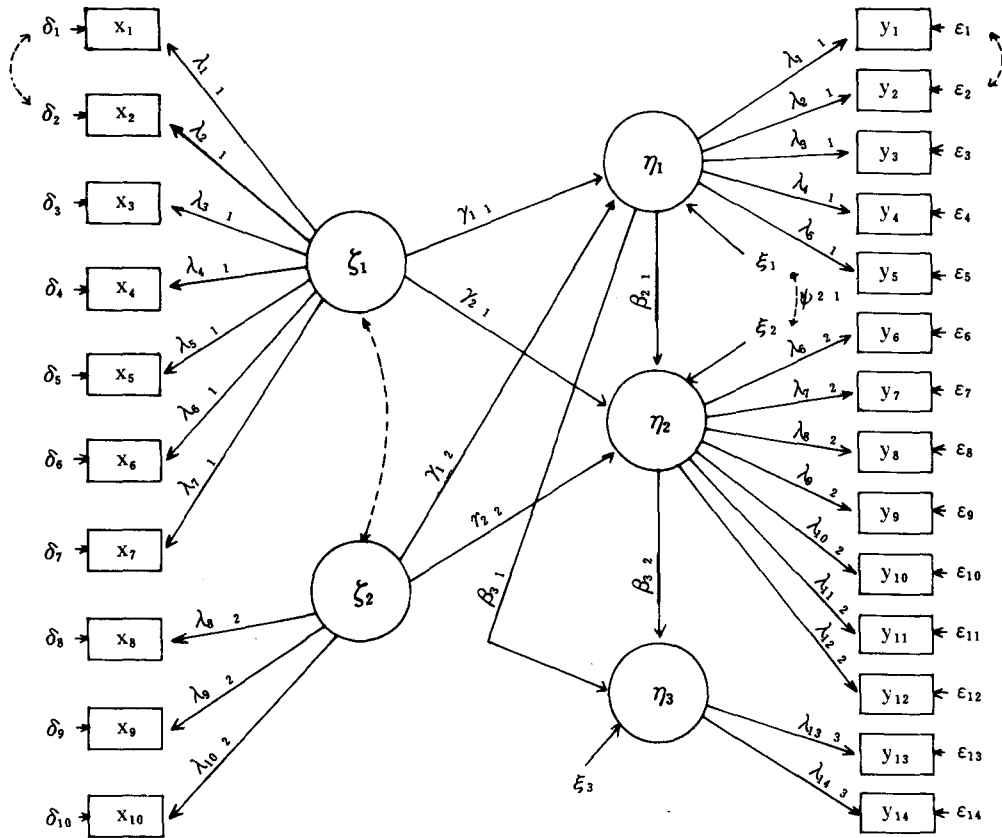 δ₁ x₁
δ₂ x₂
δ₃ x₃
δ₄ x₄
δ₅ x₅
δ₆ x₆
δ₇ x₇
δ₈ x₈
δ₉ x₉
δ₁₀ x₁₀
λ₁ ₁
λ₂ ₁
λ₃ ₁
λ₄ ₁
λ₅ ₁
λ₆ ₁
λ₇ ₁
λ₈ ₂
λ₉ ₂
λ₁₀ ₂
ζ₁
ζ₂
γ₁ ₁
γ₂ ₁
γ₁ ₂
γ₂ ₂
η₁
β₂ ₁
β₃ ₁
ξ₁
ψ₂ ₁
ξ₂
η₂
β₃ ₂
η₃
ξ₃
λ₁ ₁
λ₂ ₁
λ₃ ₁
λ₄ ₁
λ₅ ₁
λ₆ ₂
λ₇ ₂
λ₈ ₂
λ₉ ₂
λ₁₀ ₂
λ₁₁ ₂
λ₁₂ ₂
λ₁₃ ₃
λ₁₄ ₃
y₁ ε₁
y₂ ε₂
y₃ ε₃
y₄ ε₄
y₅ ε₅
y₆ ε₆
y₇ ε₇
y₈ ε₈
y₉ ε₉
y₁₀ ε₁₀
y₁₁ ε₁₁
y₁₂ ε₁₂
y₁₃ ε₁₃
y₁₄ ε₁₄